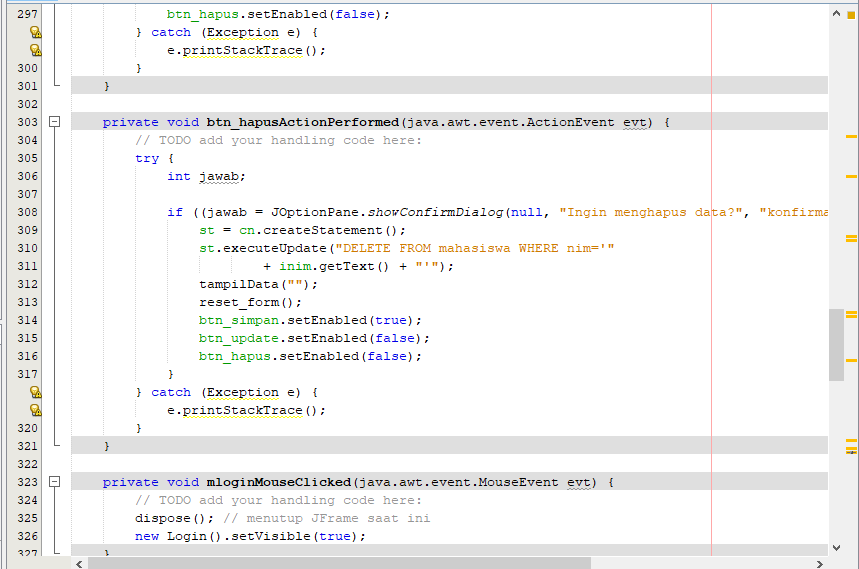 297 btn_hapus.setEnabled(false);
} catch (Exception e) {
e.printStackTrace();
300 }
301 }
302
303 private void btn_hapusActionPerformed(java.awt.event.ActionEvent evt) {
304 // TODO add your handling code here:
305 try {
306 int jawab;
307
308 if ((jawab = JOptionPane.showConfirmDialog(null, "Ingin menghapus data?", "konfirma
309 st = cn.createStatement();
310 st.executeUpdate("DELETE FROM mahasiswa WHERE nim='"
311 + inim.getText() + "'");
312 tampilData("");
313 reset_form();
314 btn_simpan.setEnabled(true);
315 btn_update.setEnabled(false);
316 btn_hapus.setEnabled(false);
317 }
} catch (Exception e) {
e.printStackTrace();
320 }
321 }
322
323 private void mloginMouseClicked(java.awt.event.MouseEvent evt) {
324 // TODO add your handling code here:
325 dispose(); // menutup JFrame saat ini
326 new Login().setVisible(true);
327 }